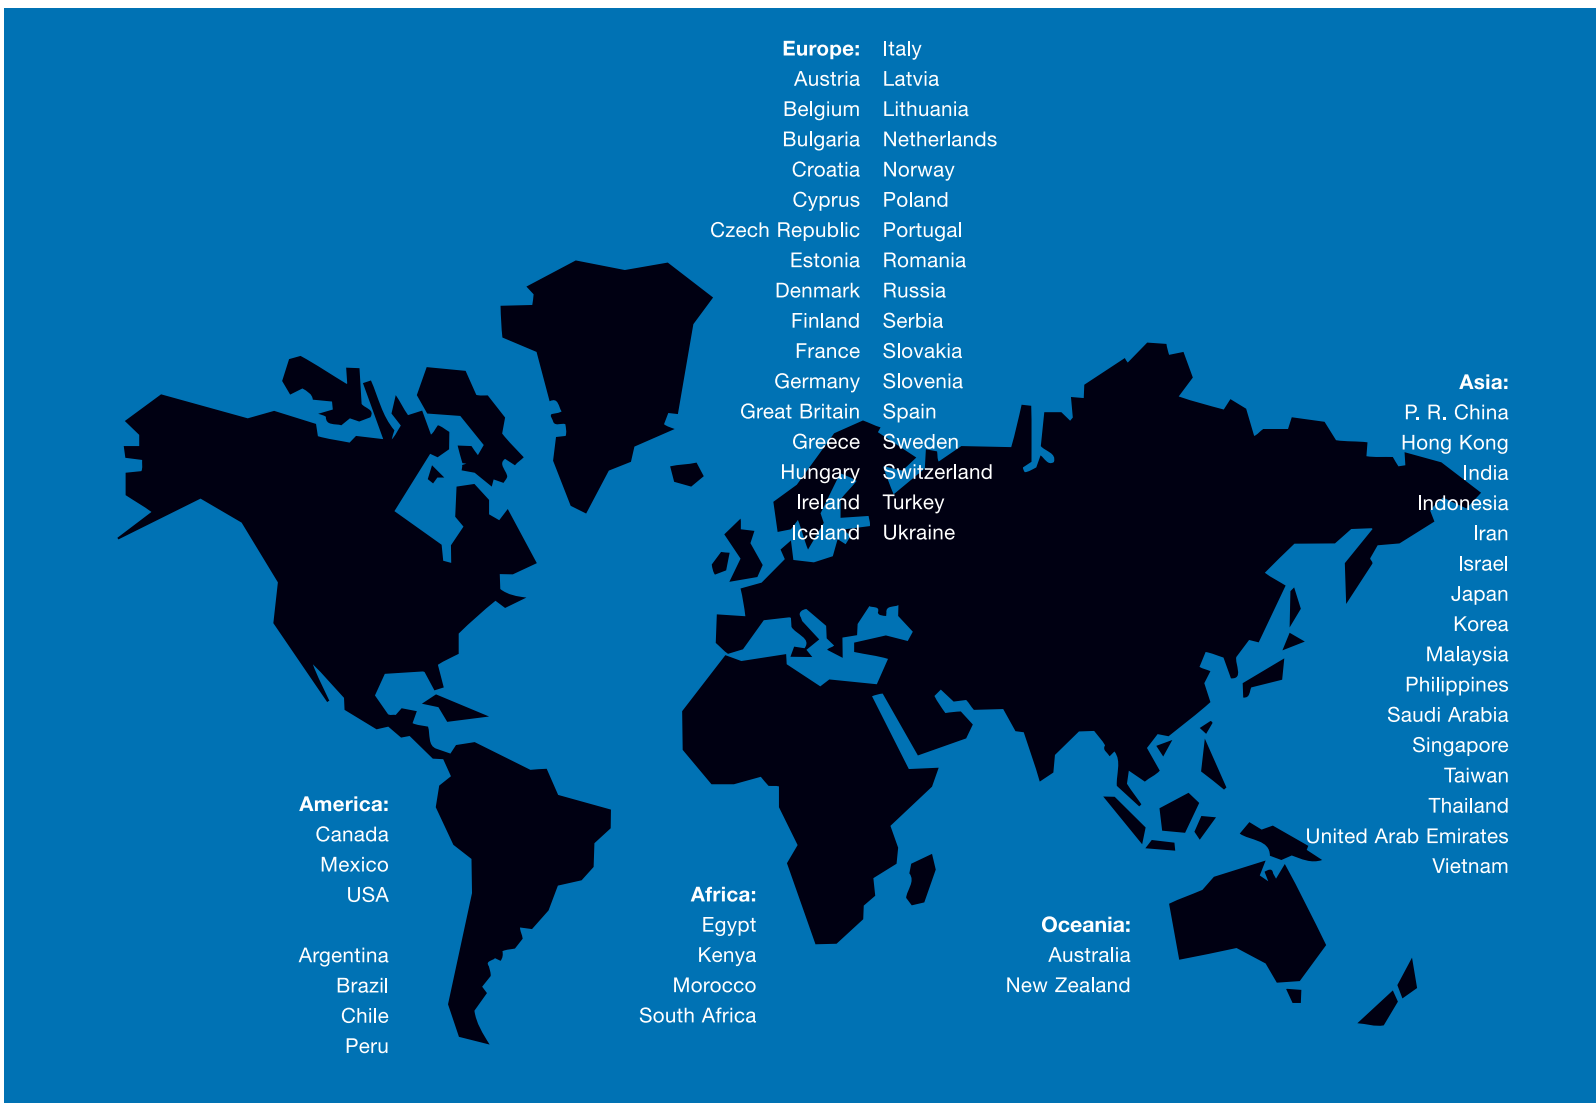 Europe:
Austria
Belgium
Bulgaria
Croatia
Cyprus
Czech Republic
Estonia
Denmark
Finland
France
Germany
Great Britain
Greece
Hungary
Ireland
Iceland
Italy
Latvia
Lithuania
Netherlands
Norway
Poland
Portugal
Romania
Russia
Serbia
Slovakia
Slovenia
Spain
Sweden
Switzerland
Turkey
Ukraine
Asia:
P. R. China
Hong Kong
India
Indonesia
Iran
Israel
Japan
Korea
Malaysia
Philippines
Saudi Arabia
Singapore
Taiwan
Thailand
United Arab Emirates
Vietnam
America:
Canada
Mexico
USA
Argentina
Brazil
Chile
Peru
Africa:
Egypt
Kenya
Morocco
South Africa
Oceania:
Australia
New Zealand